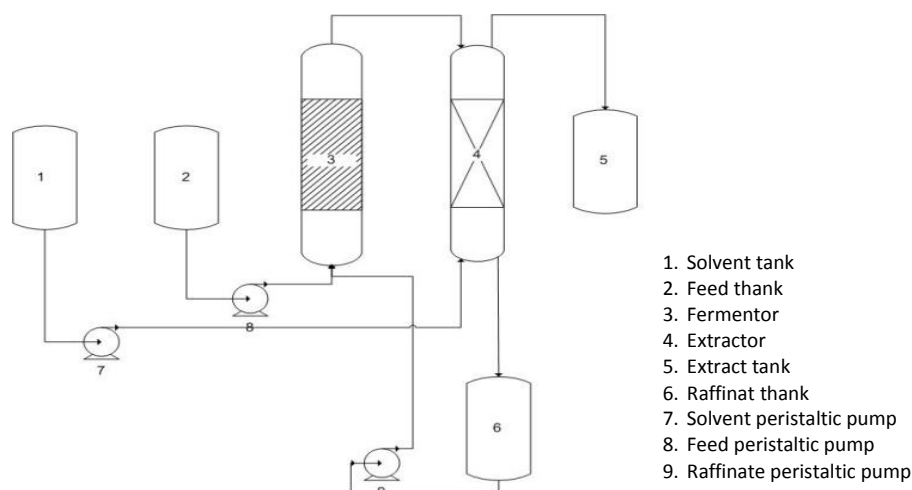 1
2
3
4
5
6
7
8
9
1. Solvent tank
2. Feed thank
3. Fermentor
4. Extractor
5. Extract tank
6. Raffinat thank
7. Solvent peristaltic pump
8. Feed peristaltic pump
9. Raffinate peristaltic pump